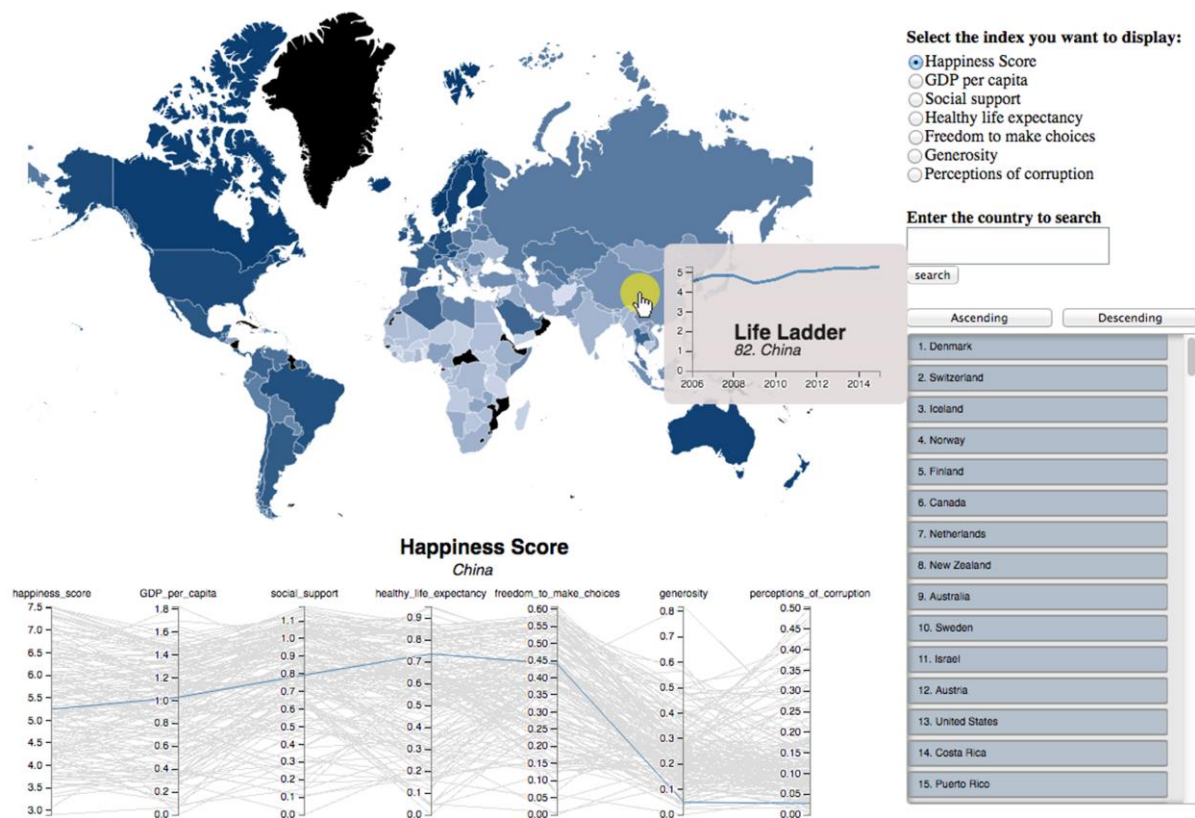 Select the index you want to display:
Happiness Score
GDP per capita
Social support
Healthy life expectancy
Freedom to make choices
Generosity
Perceptions of corruption
Enter the country to search
search
Ascending Descending
1. Denmark
2. Switzerland
3. Iceland
4. Norway
5. Finland
6. Canada
7. Netherlands
8. New Zealand
9. Australia
10. Sweden
11. Israel
12. Austria
13. United States
14. Costa Rica
15. Puerto Rico
5
4
3
2
1
0
Life Ladder
82. China
2006 2008 2010 2012 2014
Happiness Score
China
happiness_score GDP_per_capita social_support healthy_life_expectancy freedom_to_make_choices generosity perceptions_of_corruption
7.5
7.0
6.5
6.0
5.5
5.0
4.5
4.0
3.5
3.0
1.8
1.6
1.4
1.2
1.0
0.8
0.6
0.4
0.2
0.0
1.1
1.0
0.9
0.8
0.7
0.6
0.5
0.4
0.3
0.2
0.1
0.0
0.9
0.8
0.7
0.6
0.5
0.4
0.3
0.2
0.1
0.0
0.60
0.55
0.50
0.45
0.40
0.35
0.30
0.25
0.20
0.15
0.10
0.05
0.00
0.8
0.7
0.6
0.5
0.4
0.3
0.2
0.1
0.0
0.50
0.45
0.40
0.35
0.30
0.25
0.20
0.15
0.10
0.05
0.00